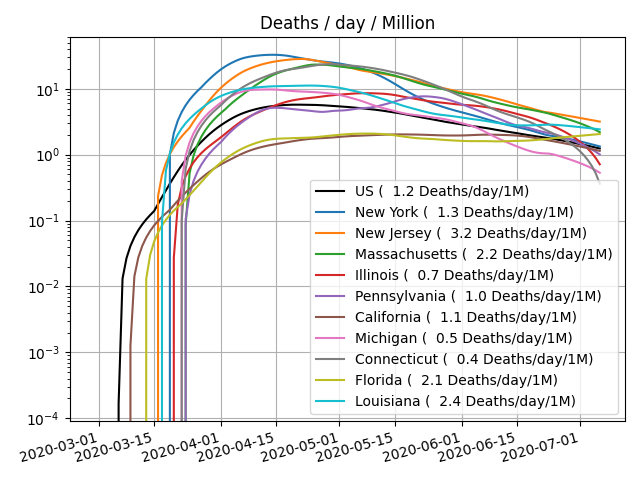 Deaths / day / Million
10¹
10⁰
10⁻¹
10⁻²
10⁻³
10⁻⁴
US (  1.2 Deaths/day/1M)
New York (  1.3 Deaths/day/1M)
New Jersey (  3.2 Deaths/day/1M)
Massachusetts (  2.2 Deaths/day/1M)
Illinois (  0.7 Deaths/day/1M)
Pennsylvania (  1.0 Deaths/day/1M)
California (  1.1 Deaths/day/1M)
Michigan (  0.5 Deaths/day/1M)
Connecticut (  0.4 Deaths/day/1M)
Florida (  2.1 Deaths/day/1M)
Louisiana (  2.4 Deaths/day/1M)
2020-03-01
2020-03-15
2020-04-01
2020-04-15
2020-05-01
2020-05-15
2020-06-01
2020-06-15
2020-07-01